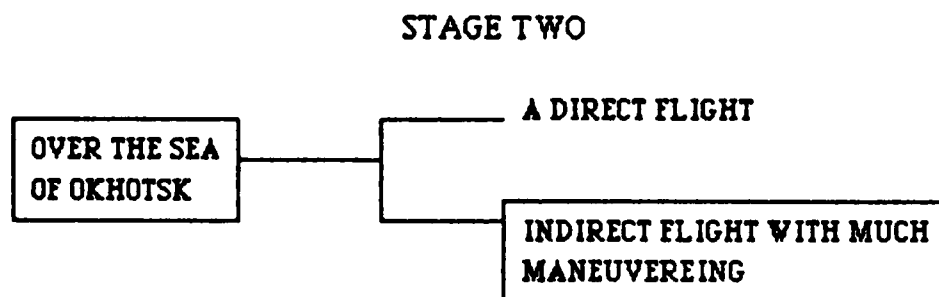 STAGE TWO
A DIRECT FLIGHT
OVER THE SEA
OF OKHOTSK
INDIRECT FLIGHT WITH MUCH
MANEUVEREING